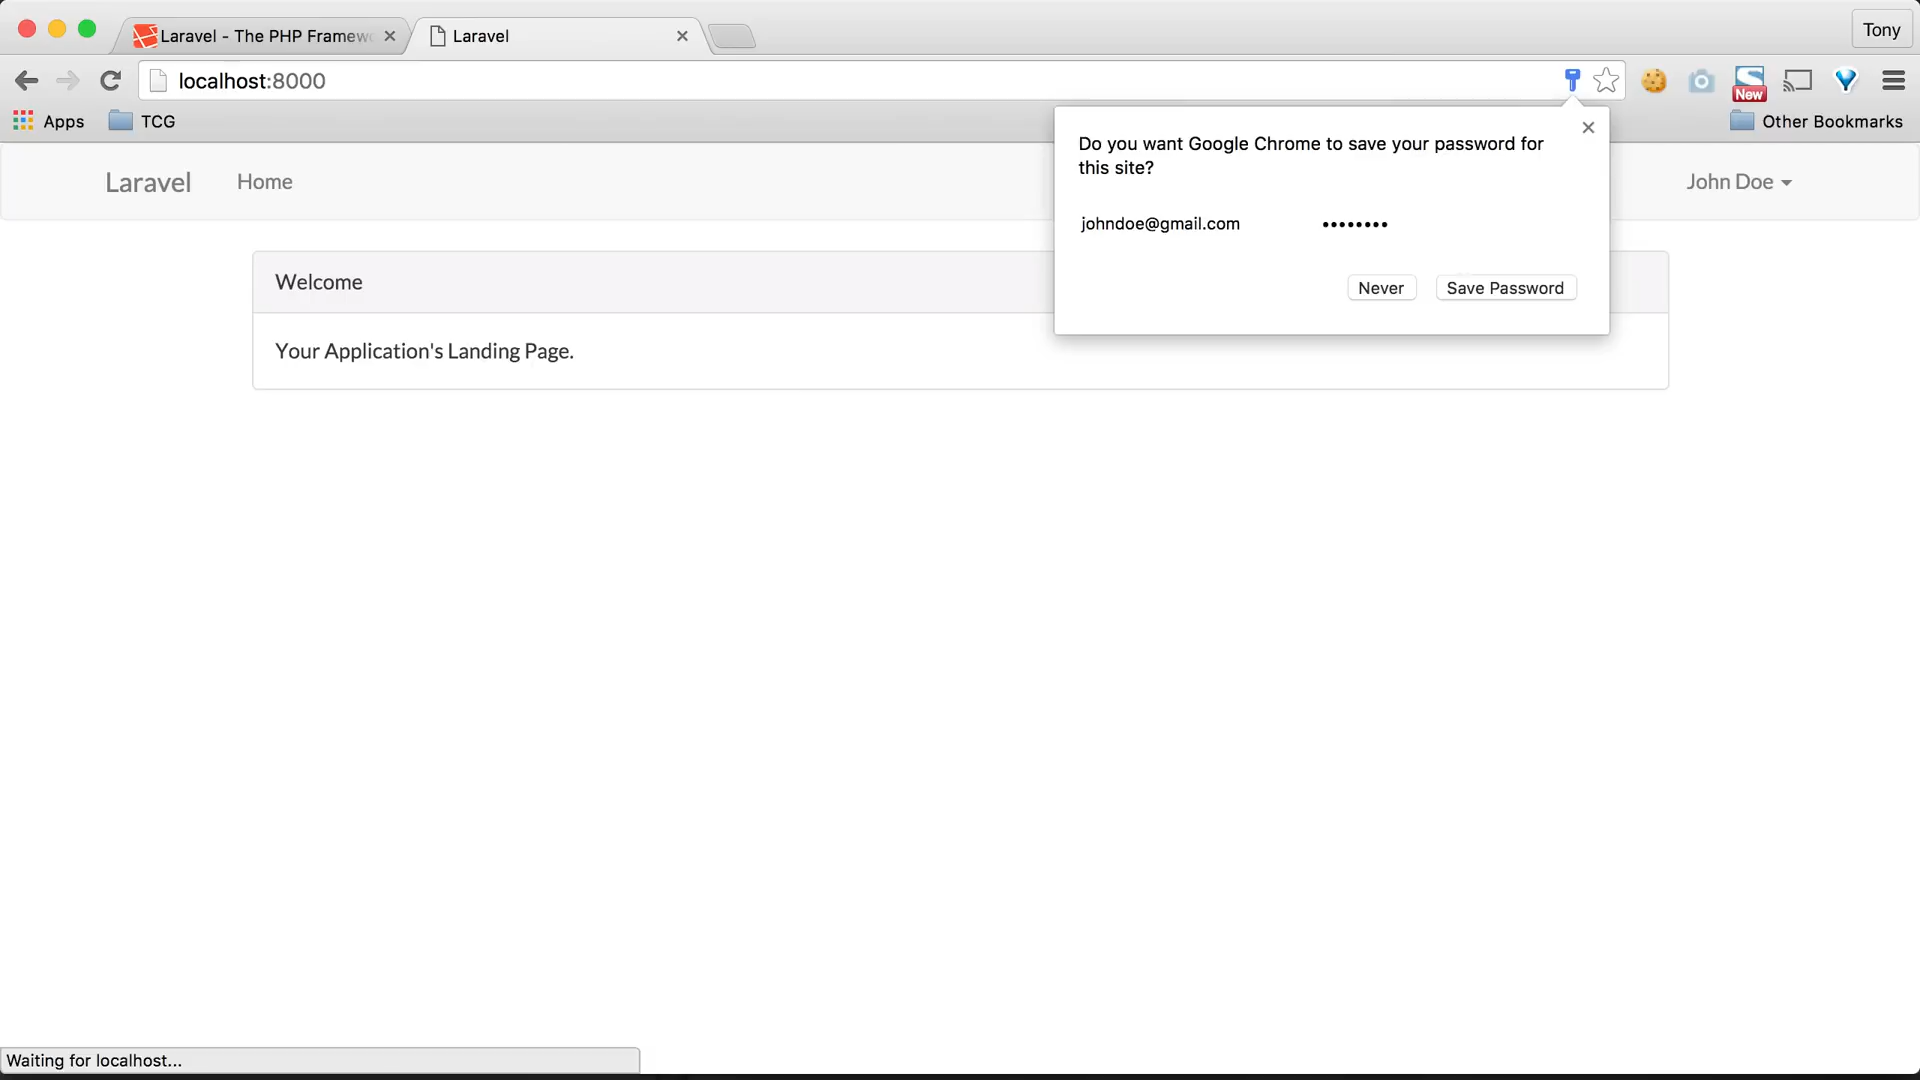 Laravel - The PHP Framew
Laravel
Tony
localhost:8000
New
Apps
TCG
Other Bookmarks
Laravel
Home
John Doe
Do you want Google Chrome to save your password for
this site?
johndoe@gmail.com ••••••••
Never
Save Password
Welcome
Your Application's Landing Page.
Waiting for localhost...